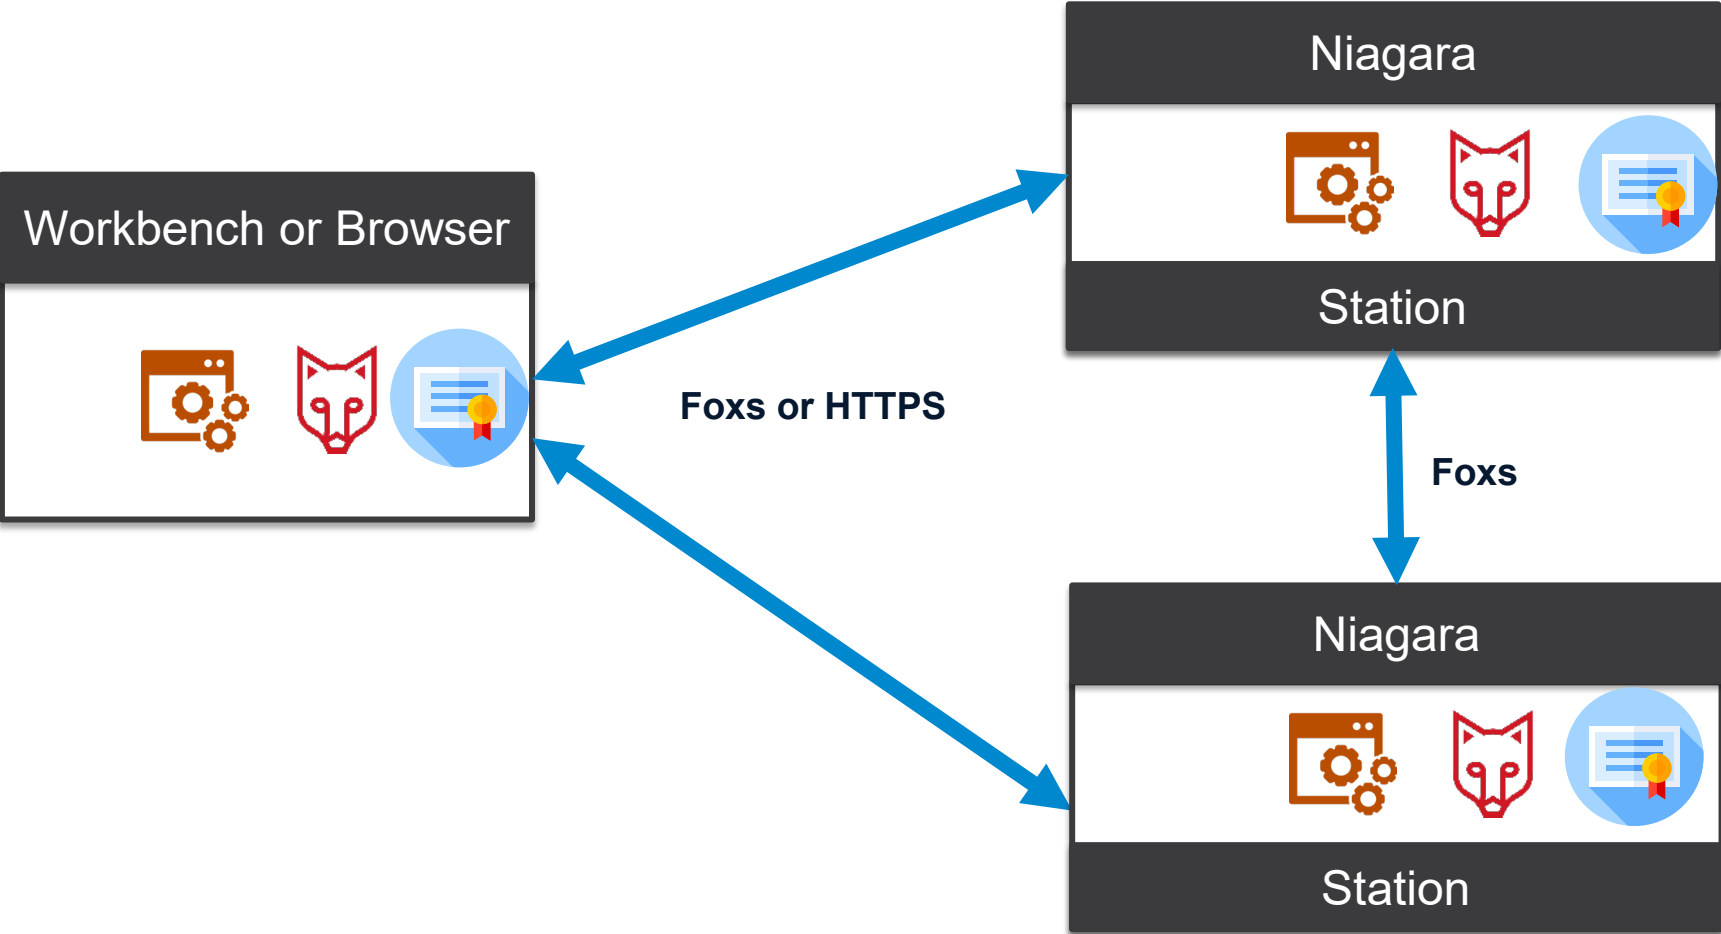 Niagara
Station
Workbench or Browser
Foxs or HTTPS
Foxs
Niagara
Station